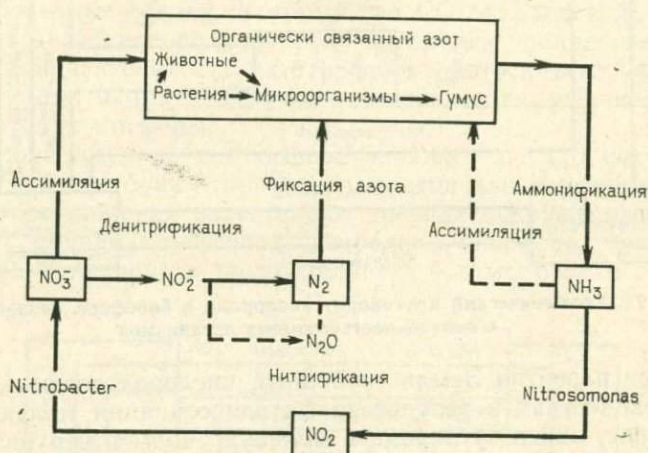 Органически связанный азот
Животные
Растения Микроорганизмы Гумус
Ассимиляция
Фиксация азота
Аммонификация
Денитрификация
Ассимиляция
NO₃⁻
NO₂⁻
N₂
NH₃
N₂O
Нитрификация
Nitrobacter
Nitrosomonas
NO₂